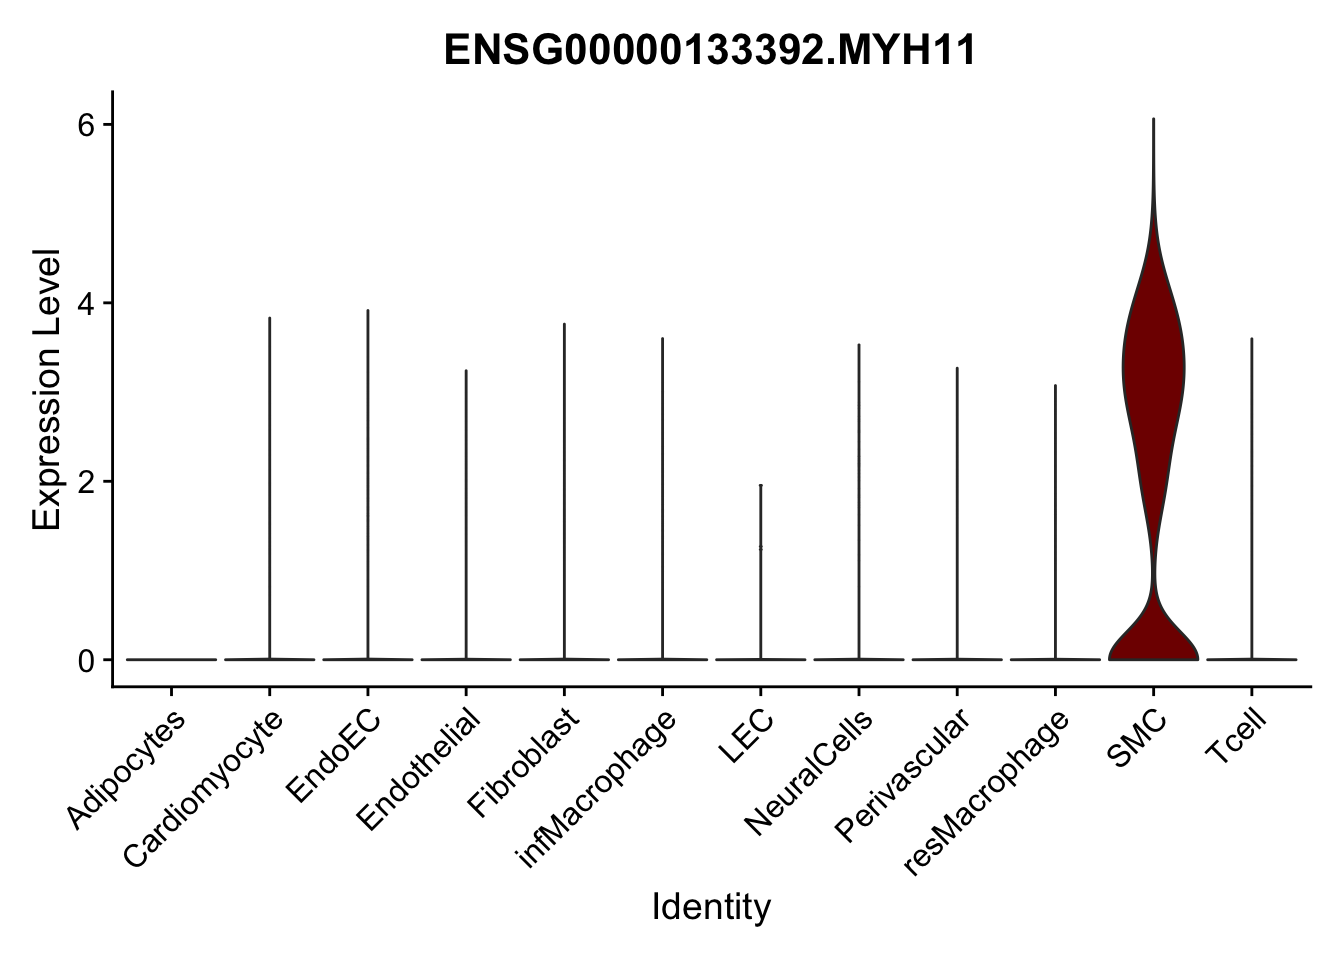 ENSG00000133392.MYH11
Expression Level
6
4
2
0
Adipocytes
Cardiomyocyte
EndoEC
Endothelial
Fibroblast
infMacrophage
LEC
NeuralCells
Perivascular
resMacrophage
SMC
Tcell
Identity